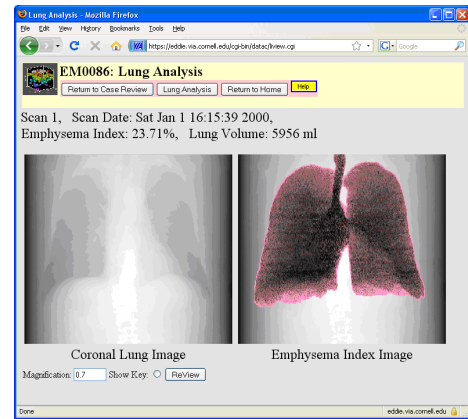 Lung Analysis - Mozilla Firefox
File Edit View History Bookmarks Tools Help
https://eddie.via.cornell.edu/cgi-bin/datac/lview.cgi Google
EM0086: Lung Analysis
Return to Case Review Lung Analysis Return to Home Help
Scan 1, Scan Date: Sat Jan 1 16:15:39 2000,
Emphysema Index: 23.71%, Lung Volume: 5956 ml
Coronal Lung Image Emphysema Index Image
Magnification: 0.7 Show Key: ReView
Done eddie.via.cornell.edu